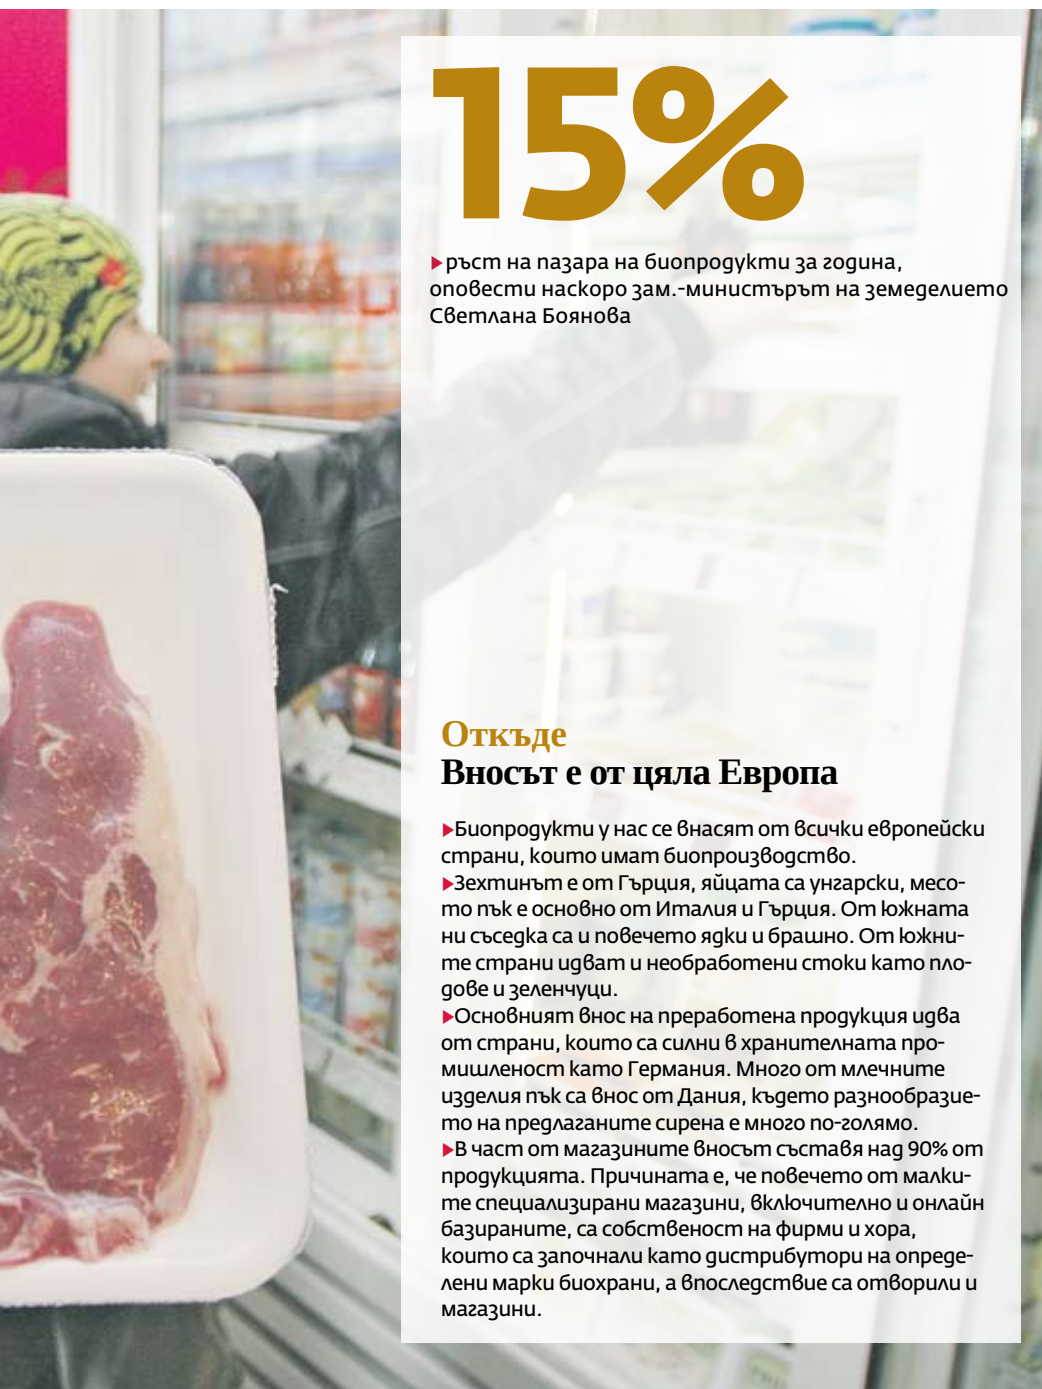 15%
▶ръст на пазара на биопродукти за година,
оповести наскоро зам.-министърът на земеделието
Светлана Боянова
Откъде
Вносът е от цяла Европа
▶Биопродукти у нас се внасят от всички европейски
страни, които имат биопроизводство.
▶Зехтинът е от Гърция, яйцата са унгарски, месо-
то пък е основно от Италия и Гърция. От южната
ни съседка са и повечето ядки и брашно. От южни-
те страни идват и необработени стоки като пло-
дове и зеленчуци.
▶Основният внос на преработена продукция идва
от страни, които са силни в хранителната про-
мишленост като Германия. Много от млечните
изделия пък са внос от Дания, където разнообразие-
то на предлаганите сирена е много по-голямо.
▶В част от магазините вносът съставя над 90% от
продукцията. Причината е, че повечето от малки-
те специализирани магазини, включително и онлайн
базираните, са собственост на фирми и хора,
които са започнали като дистрибутори на опреде-
лени марки биохрани, а впоследствие са отворили и
магазини.